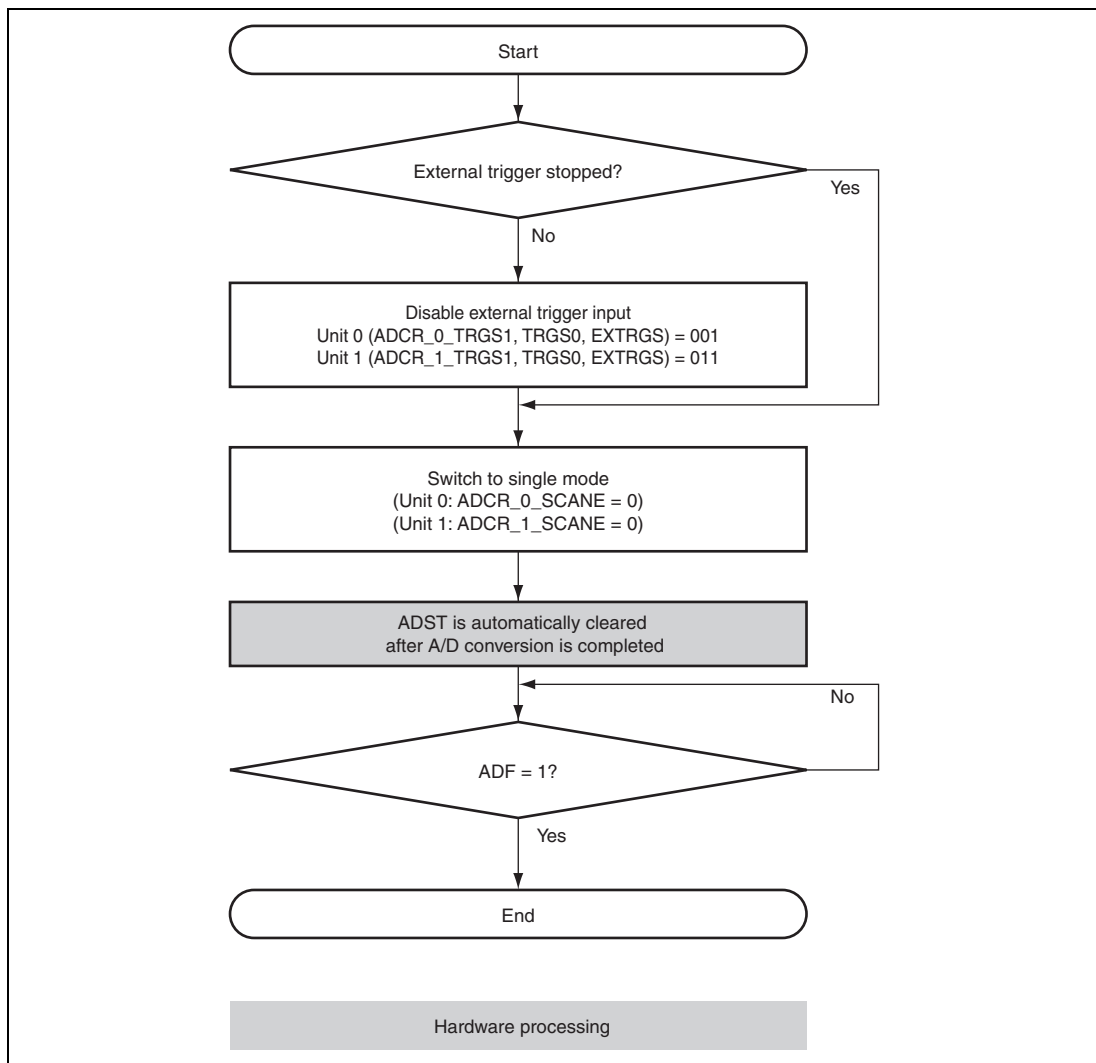 Start
External trigger stopped?
Yes
No
Disable external trigger input
Unit 0 (ADCR_0_TRGS1, TRGS0, EXTRGS) = 001
Unit 1 (ADCR_1_TRGS1, TRGS0, EXTRGS) = 011
Switch to single mode
(Unit 0: ADCR_0_SCANE = 0)
(Unit 1: ADCR_1_SCANE = 0)
ADST is automatically cleared
after A/D conversion is completed
No
ADF = 1?
Yes
End
Hardware processing